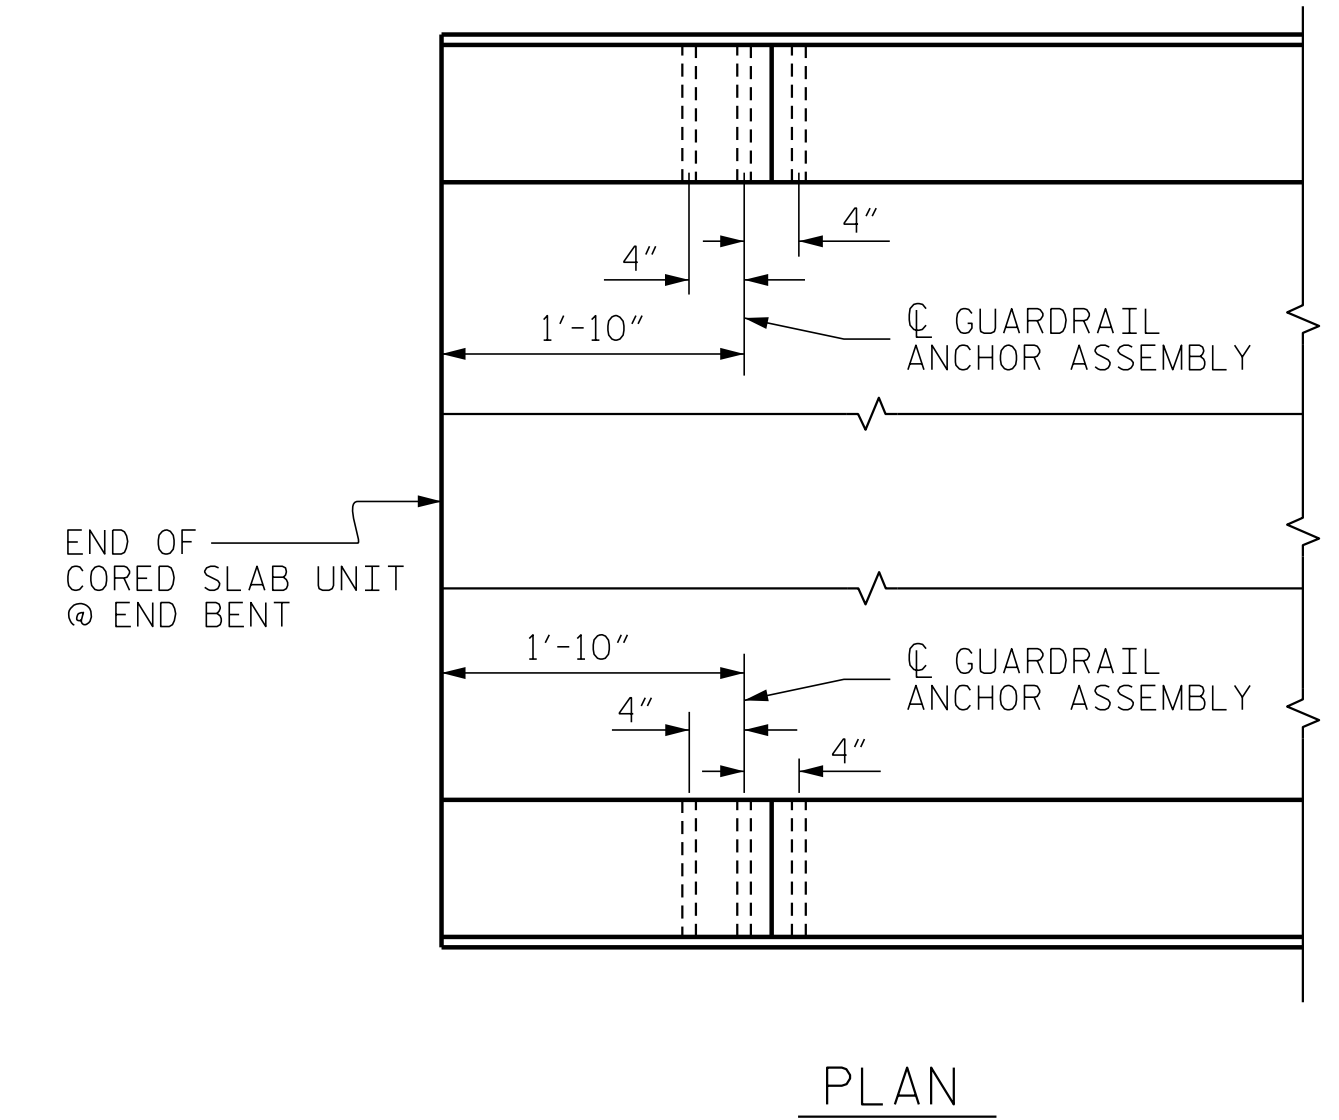 4"
4"
1'-10"
℄ GUARDRAIL
ANCHOR ASSEMBLY
END OF
CORED SLAB UNIT
@ END BENT
1'-10"
℄ GUARDRAIL
ANCHOR ASSEMBLY
4"
4"
PLAN